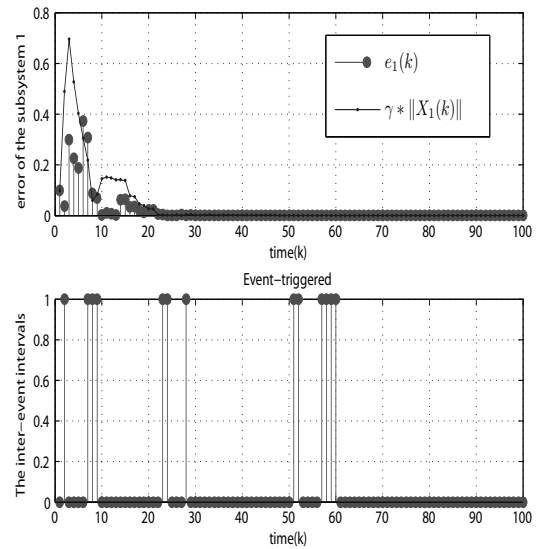 0.8
0.6
0.4
0.2
0
error of the subsystem 1
e₁(k)
γ * ‖X₁(k)‖
0 10 20 30 40 50 60 70 80 90 100
time(k)
Event−triggered
1
0.8
0.6
0.4
0.2
0
The inter−event intervals
0 10 20 30 40 50 60 70 80 90 100
time(k)